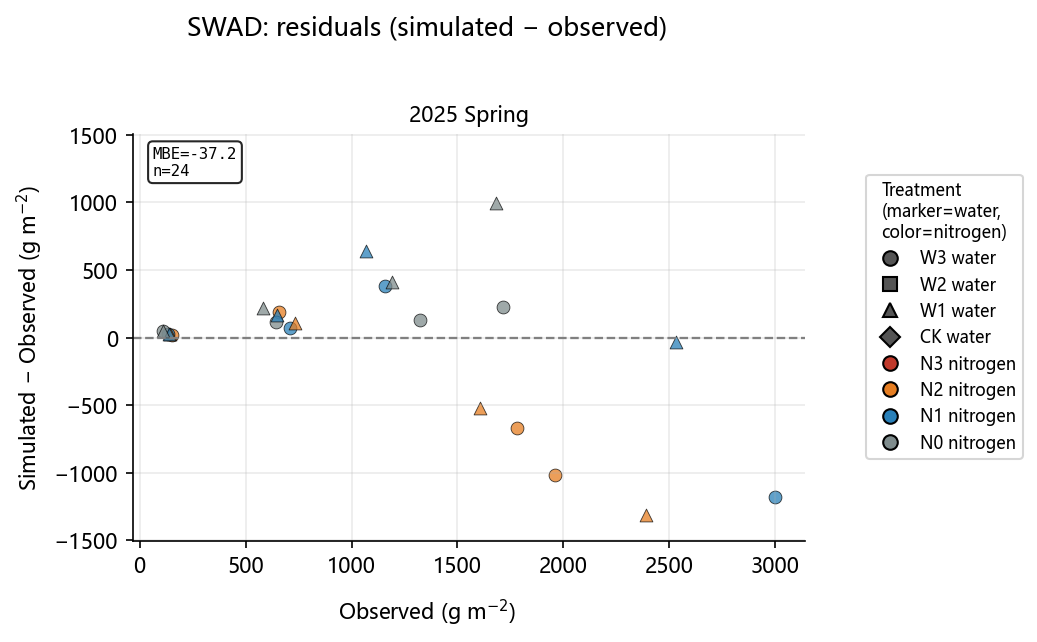 SWAD: residuals (simulated − observed)
2025 Spring
MBE=-37.2
n=24
Simulated − Observed (g m⁻²)
1500
1000
500
0
−500
−1000
−1500
0 500 1000 1500 2000 2500 3000
Observed (g m⁻²)
Treatment
(marker=water,
color=nitrogen)
W3 water
W2 water
W1 water
CK water
N3 nitrogen
N2 nitrogen
N1 nitrogen
N0 nitrogen